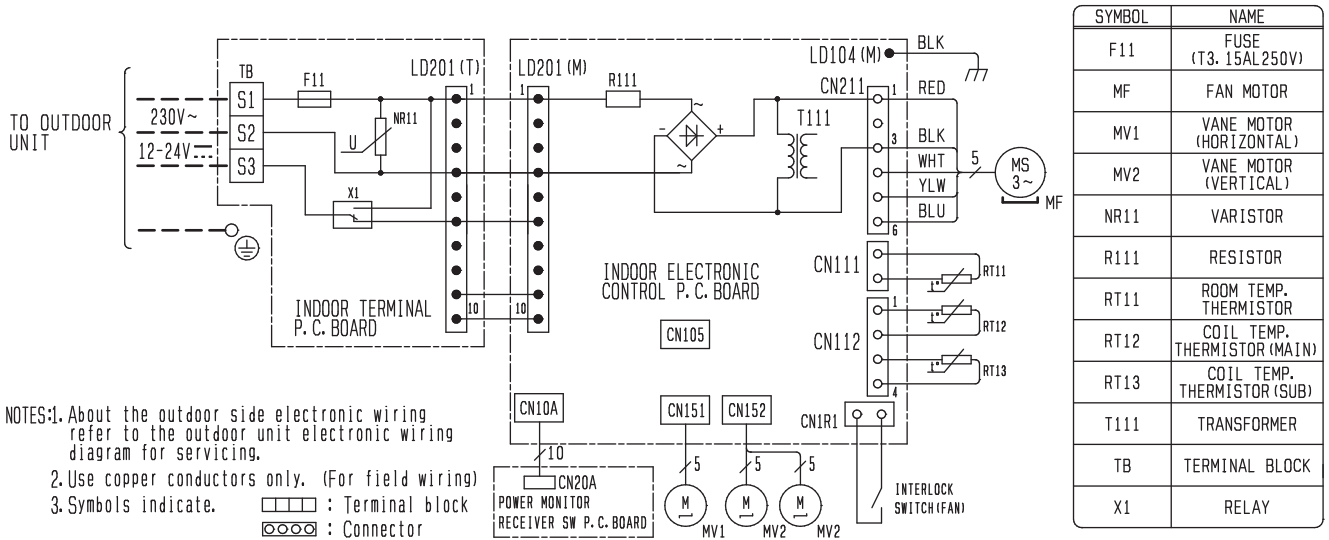 TO OUTDOOR
UNIT
230V~
12-24V
TB
S1
S2
S3
F11
NR11
U
X1
LD201(T)
1
10
INDOOR TERMINAL
P.C.BOARD
LD201(M)
1
10
R111
~
-
+
~
T111
LD104(M)
BLK
CN211
1
3
6
RED
BLK
WHT
YLW
BLU
5
MS
3~
MF
INDOOR ELECTRONIC
CONTROL P.C.BOARD
CN111
t°
RT11
CN112
1
4
t°
RT12
t°
RT13
CN105
CN10A
CN151
CN152
CN1R1
10
CN20A
POWER MONITOR
RECEIVER SW P.C.BOARD
5
5
5
M
MV1
M
MV2
M
MV2
INTERLOCK
SWITCH(FAN)
NOTES:1. About the outdoor side electronic wiring
refer to the outdoor unit electronic wiring
diagram for servicing.
2. Use copper conductors only. (For field wiring)
3. Symbols indicate. : Terminal block
: Connector
SYMBOL NAME
F11 FUSE
(T3.15AL250V)
MF FAN MOTOR
MV1 VANE MOTOR
(HORIZONTAL)
MV2 VANE MOTOR
(VERTICAL)
NR11 VARISTOR
R111 RESISTOR
RT11 ROOM TEMP.
THERMISTOR
RT12 COIL TEMP.
THERMISTOR(MAIN)
RT13 COIL TEMP.
THERMISTOR(SUB)
T111 TRANSFORMER
TB TERMINAL BLOCK
X1 RELAY